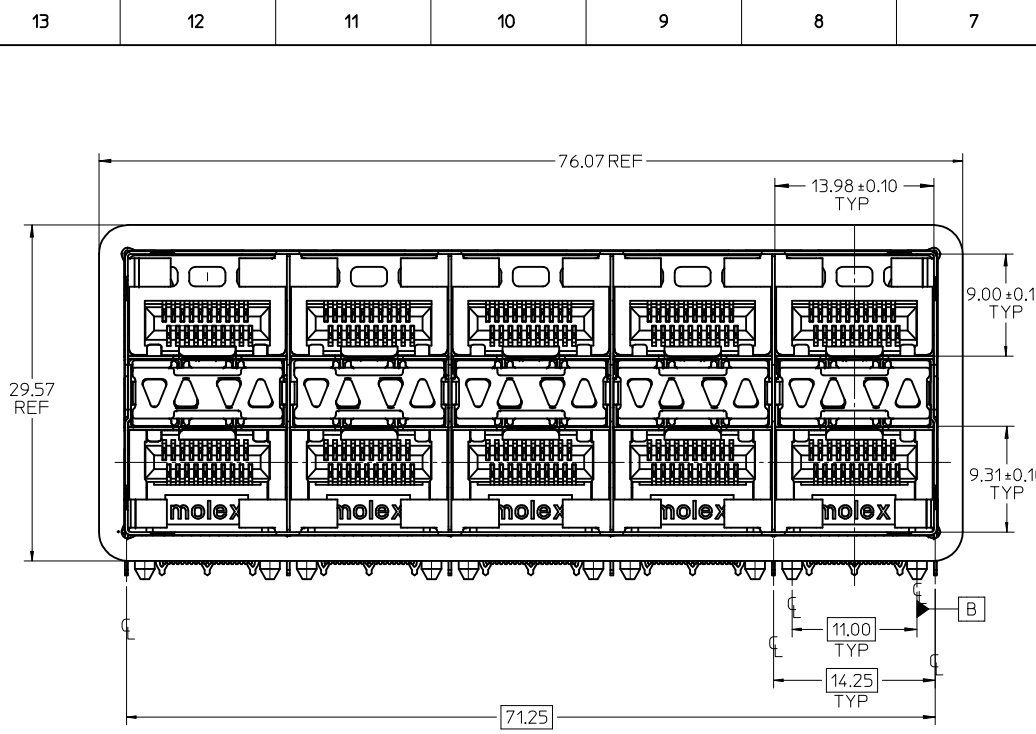 13 12 11 10 9 8 7
76.07 REF
13.98 ±0.10
TYP
9.00 ±0.1
TYP
29.57
REF
9.31±0.10
TYP
molex molex molex molex molex
B
11.00
TYP
14.25
TYP
71.25